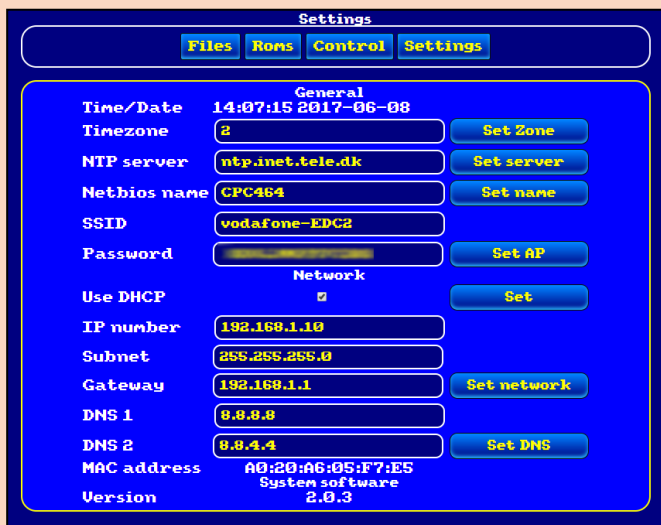 Settings
Files Roms Control Settings
General
Time/Date 14:07:15 2017-06-08
Timezone 2 Set Zone
NTP server ntp.inet.tele.dk Set server
Netbios name CPC464 Set name
SSID vodafone-EDC2
Password Set AP
Network
Use DHCP Set
IP number 192.168.1.10
Subnet 255.255.255.0
Gateway 192.168.1.1 Set network
DNS 1 8.8.8.8
DNS 2 8.8.4.4 Set DNS
MAC address A0:20:A6:05:F7:E5
System software
Version 2.0.3